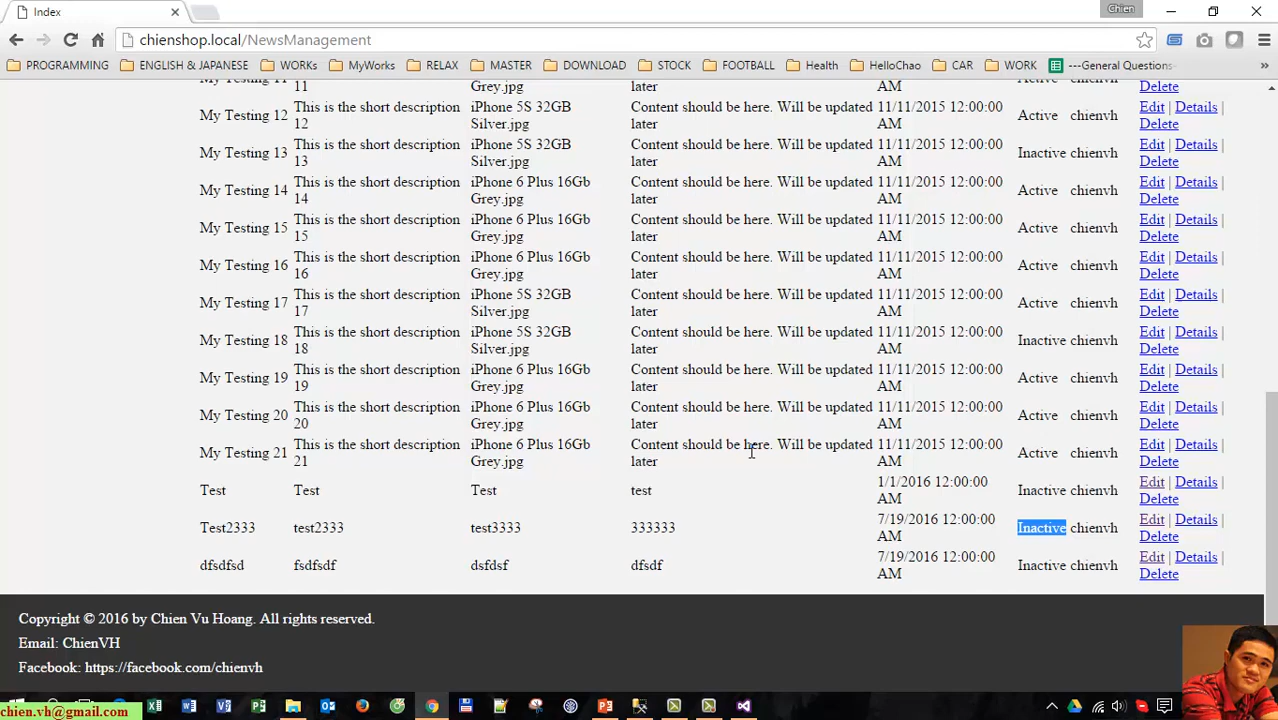 Index
Chien
chienshop.local/NewsManagement
PROGRAMMING ENGLISH & JAPANESE WORKs MyWorks RELAX MASTER DOWNLOAD STOCK FOOTBALL Health HelloChao CAR WORK ---General Questions- »
11 Grey.jpg later AM Delete
My Testing 12 This is the short description iPhone 5S 32GB Content should be here. Will be updated 11/11/2015 12:00:00 Active chienvh Edit | Details |
12 Silver.jpg later AM Delete
My Testing 13 This is the short description iPhone 5S 32GB Content should be here. Will be updated 11/11/2015 12:00:00 Inactive chienvh Edit | Details |
13 Silver.jpg later AM Delete
My Testing 14 This is the short description iPhone 6 Plus 16Gb Content should be here. Will be updated 11/11/2015 12:00:00 Active chienvh Edit | Details |
14 Grey.jpg later AM Delete
My Testing 15 This is the short description iPhone 6 Plus 16Gb Content should be here. Will be updated 11/11/2015 12:00:00 Active chienvh Edit | Details |
15 Grey.jpg later AM Delete
My Testing 16 This is the short description iPhone 6 Plus 16Gb Content should be here. Will be updated 11/11/2015 12:00:00 Active chienvh Edit | Details |
16 Grey.jpg later AM Delete
My Testing 17 This is the short description iPhone 5S 32GB Content should be here. Will be updated 11/11/2015 12:00:00 Active chienvh Edit | Details |
17 Silver.jpg later AM Delete
My Testing 18 This is the short description iPhone 5S 32GB Content should be here. Will be updated 11/11/2015 12:00:00 Inactive chienvh Edit | Details |
18 Silver.jpg later AM Delete
My Testing 19 This is the short description iPhone 6 Plus 16Gb Content should be here. Will be updated 11/11/2015 12:00:00 Active chienvh Edit | Details |
19 Grey.jpg later AM Delete
My Testing 20 This is the short description iPhone 6 Plus 16Gb Content should be here. Will be updated 11/11/2015 12:00:00 Active chienvh Edit | Details |
20 Grey.jpg later AM Delete
My Testing 21 This is the short description iPhone 6 Plus 16Gb Content should be here. Will be updated 11/11/2015 12:00:00 Active chienvh Edit | Details |
21 Grey.jpg later AM Delete
Test Test Test test 1/1/2016 12:00:00 Inactive chienvh Edit | Details |
AM Delete
Test2333 test2333 test3333 333333 7/19/2016 12:00:00 Inactive chienvh Edit | Details |
AM Delete
dfsdfsd fsdfsdf dsfdsf dfsdf 7/19/2016 12:00:00 Inactive chienvh Edit | Details |
AM Delete
Copyright © 2016 by Chien Vu Hoang. All rights reserved.
Email: ChienVH
Facebook: https://facebook.com/chienvh
chien.vh@gmail.com